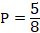 P = 5/8